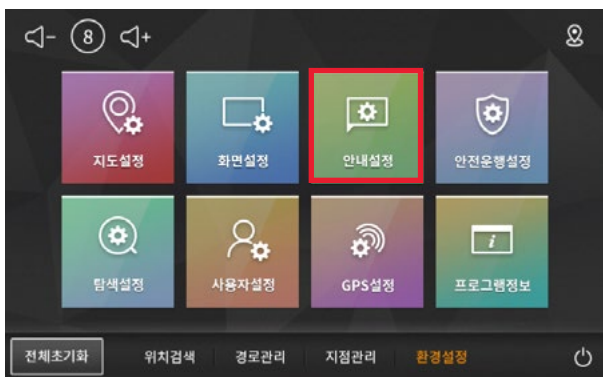 8
지도설정
화면설정
안내설정
안전운행설정
탐색설정
사용자설정
GPS설정
i
프로그램정보
전체초기화
위치검색
경로관리
지점관리
환경설정